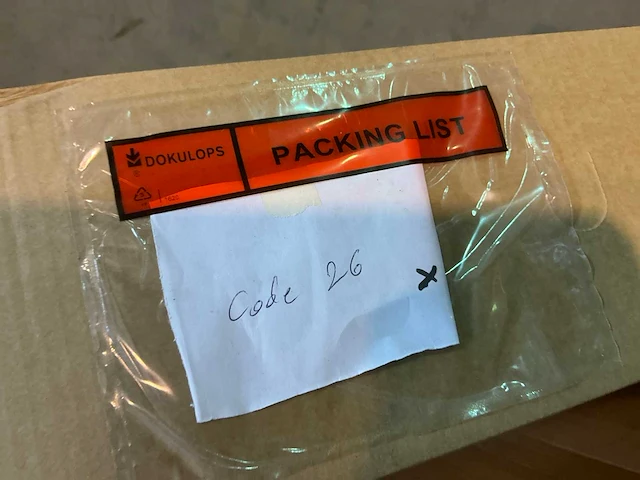 DOKULOPS
PACKING LIST
Code 26
x